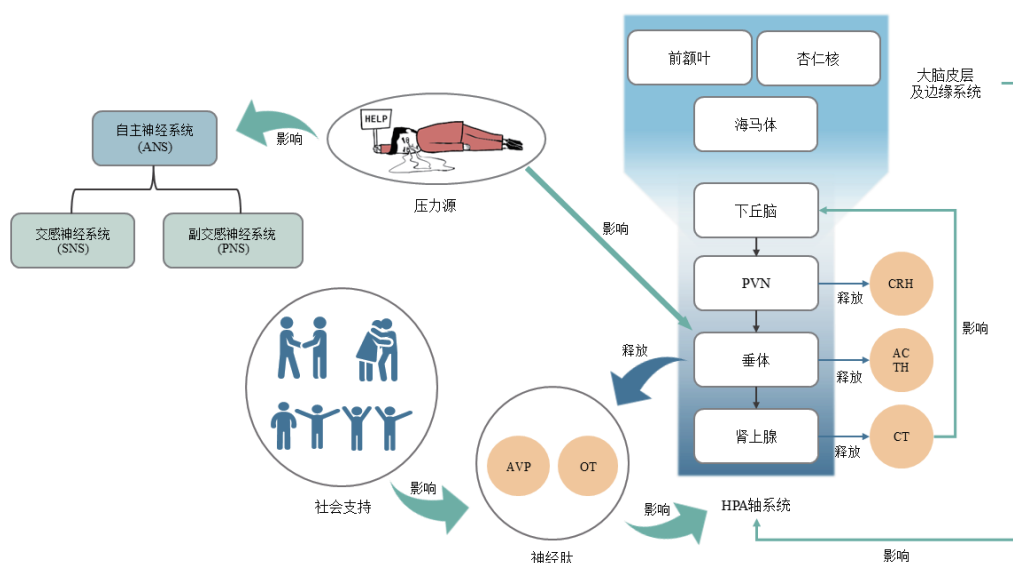 前额叶
杏仁核
大脑皮层
及边缘系统
HELP
海马体
自主神经系统
(ANS)
影响
压力源
下丘脑
交感神经系统
(SNS)
副交感神经系统
(PNS)
影响
PVN
CRH
释放
影响
释放
垂体
AC
TH
释放
肾上腺
CT
释放
AVP
OT
影响
社会支持
影响
HPA轴系统
神经肽
影响